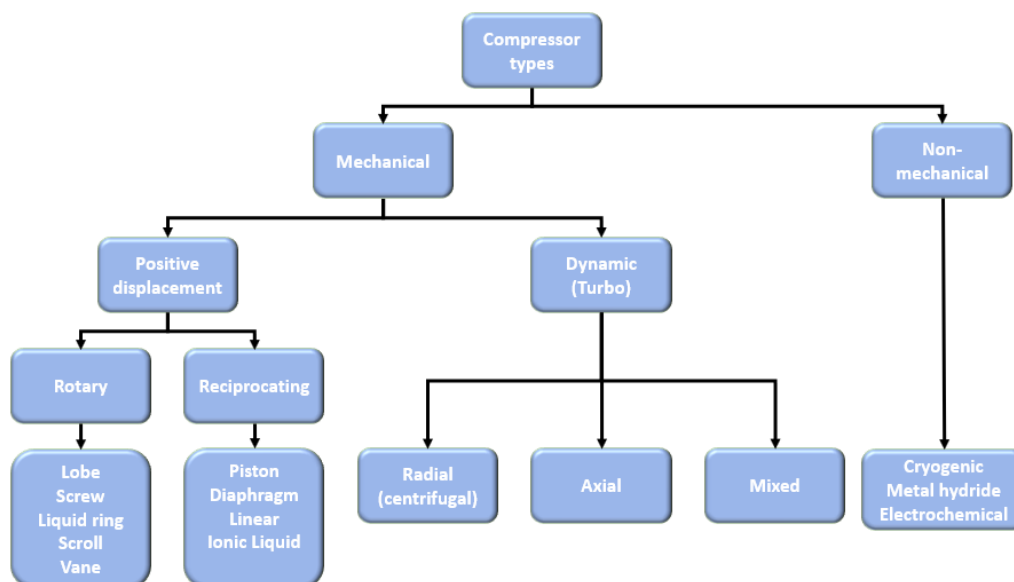 Compressor
types
Mechanical
Non-
mechanical
Positive
displacement
Dynamic
(Turbo)
Rotary
Reciprocating
Lobe
Screw
Liquid ring
Scroll
Vane
Piston
Diaphragm
Linear
Ionic Liquid
Radial
(centrifugal)
Axial
Mixed
Cryogenic
Metal hydride
Electrochemical